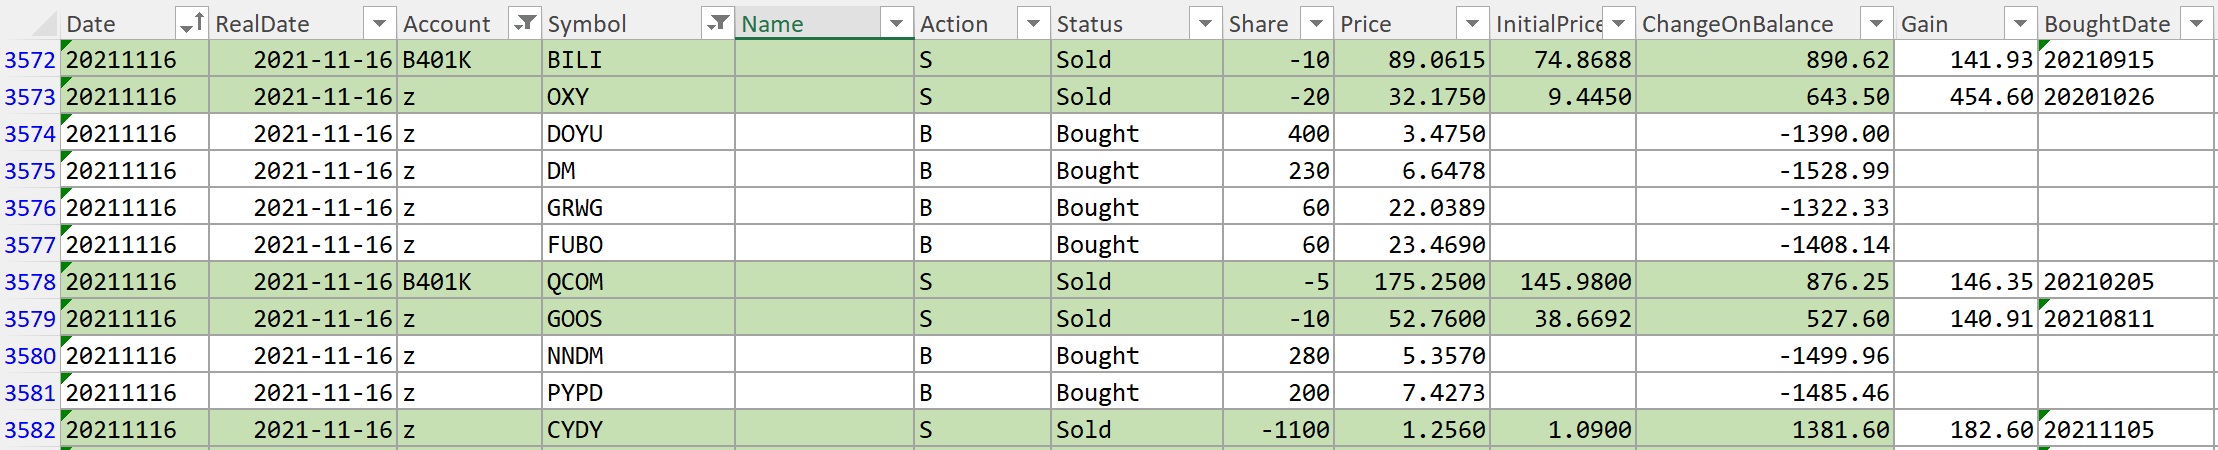 Date RealDate Account Symbol Name Action Status Share Price InitialPrice ChangeOnBalance Gain BoughtDate
3572 20211116 2021-11-16 B401K BILI S Sold -10 89.0615 74.8688 890.62 141.93 20210915
3573 20211116 2021-11-16 z OXY S Sold -20 32.1750 9.4450 643.50 454.60 20201026
3574 20211116 2021-11-16 z DOYU B Bought 400 3.4750 -1390.00
3575 20211116 2021-11-16 z DM B Bought 230 6.6478 -1528.99
3576 20211116 2021-11-16 z GRWG B Bought 60 22.0389 -1322.33
3577 20211116 2021-11-16 z FUBO B Bought 60 23.4690 -1408.14
3578 20211116 2021-11-16 B401K QCOM S Sold -5 175.2500 145.9800 876.25 146.35 20210205
3579 20211116 2021-11-16 z GOOS S Sold -10 52.7600 38.6692 527.60 140.91 20210811
3580 20211116 2021-11-16 z NNDM B Bought 280 5.3570 -1499.96
3581 20211116 2021-11-16 z PYPD B Bought 200 7.4273 -1485.46
3582 20211116 2021-11-16 z CYDY S Sold -1100 1.2560 1.0900 1381.60 182.60 20211105